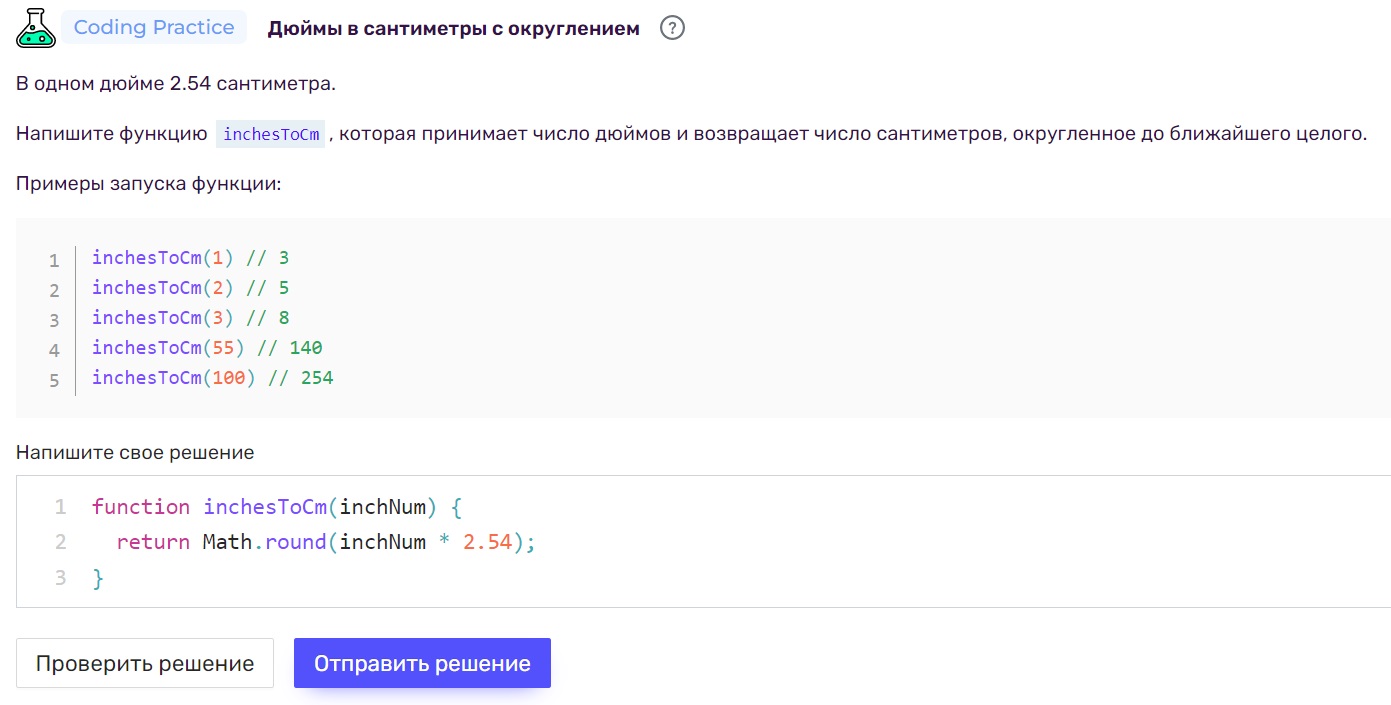 Coding Practice Дюймы в сантиметры с округлением ?
В одном дюйме 2.54 сантиметра.
Напишите функцию inchesToCm , которая принимает число дюймов и возвращает число сантиметров, округленное до ближайшего целого.
Примеры запуска функции:
1 inchesToCm(1) // 3
2 inchesToCm(2) // 5
3 inchesToCm(3) // 8
4 inchesToCm(55) // 140
5 inchesToCm(100) // 254
Напишите свое решение
1 function inchesToCm(inchNum) {
2 return Math.round(inchNum * 2.54);
3 }
Проверить решение Отправить решение